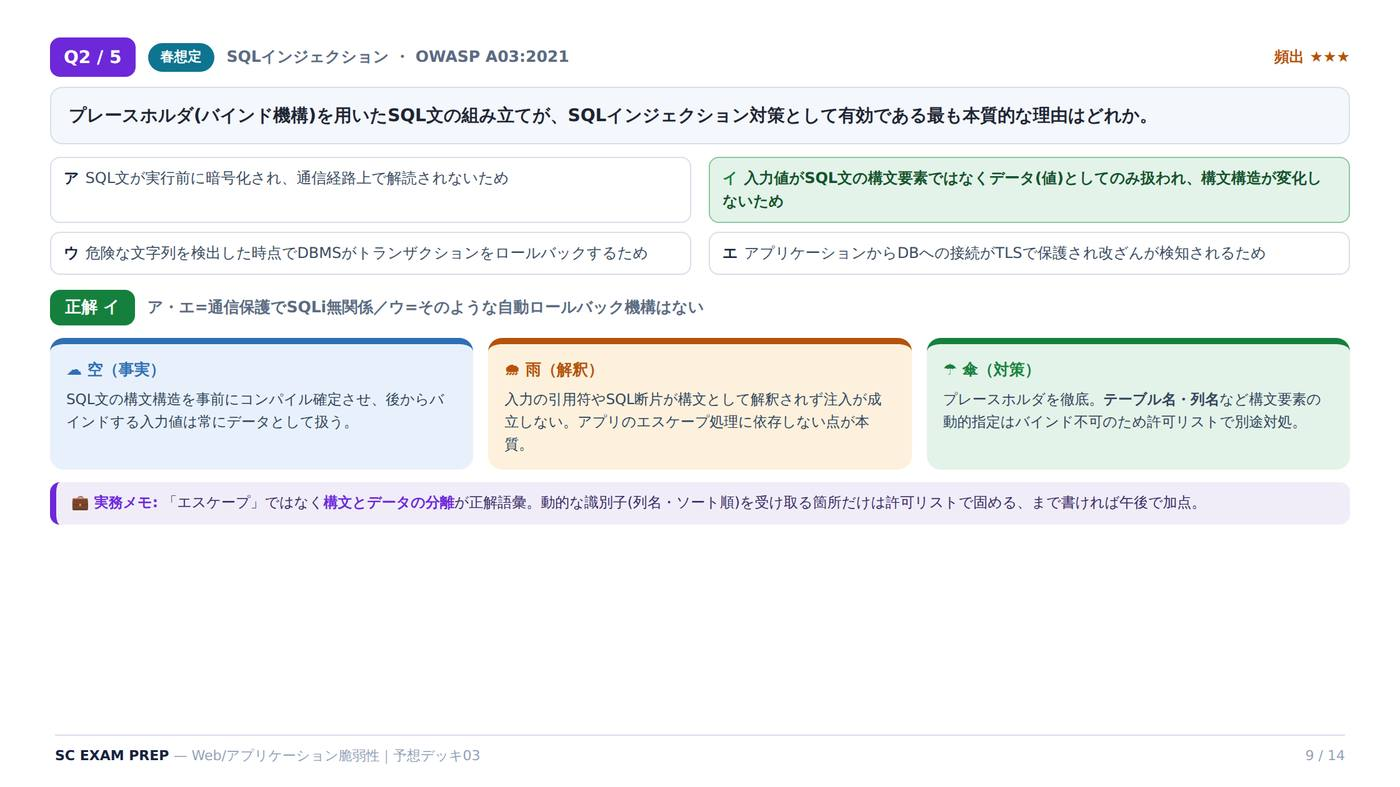 Q2 / 5 春想定 SQLインジェクション ・ OWASP A03:2021 頻出 ★★★
プレースホルダ(バインド機構)を用いたSQL文の組み立てが、SQLインジェクション対策として有効である最も本質的な理由はどれか。
ア SQL文が実行前に暗号化され、通信経路上で解読されないため
イ 入力値がSQL文の構文要素ではなくデータ(値)としてのみ扱われ、構文構造が変化し
ないため
ウ 危険な文字列を検出した時点でDBMSがトランザクションをロールバックするため
エ アプリケーションからDBへの接続がTLSで保護され改ざんが検知されるため
正解 イ ア・エ=通信保護でSQLi無関係／ウ=そのような自動ロールバック機構はない
☁ 空（事実）
SQL文の構文構造を事前にコンパイル確定させ、後からバ
インドする入力値は常にデータとして扱う。
🌧 雨（解釈）
入力の引用符やSQL断片が構文として解釈されず注入が成
立しない。アプリのエスケープ処理に依存しない点が本
質。
☂ 傘（対策）
プレースホルダを徹底。テーブル名・列名など構文要素の
動的指定はバインド不可のため許可リストで別途対処。
💼 実務メモ: 「エスケープ」ではなく構文とデータの分離が正解語彙。動的な識別子(列名・ソート順)を受け取る箇所だけは許可リストで固める、まで書ければ午後で加点。
SC EXAM PREP — Web/アプリケーション脆弱性｜予想デッキ03 9 / 14